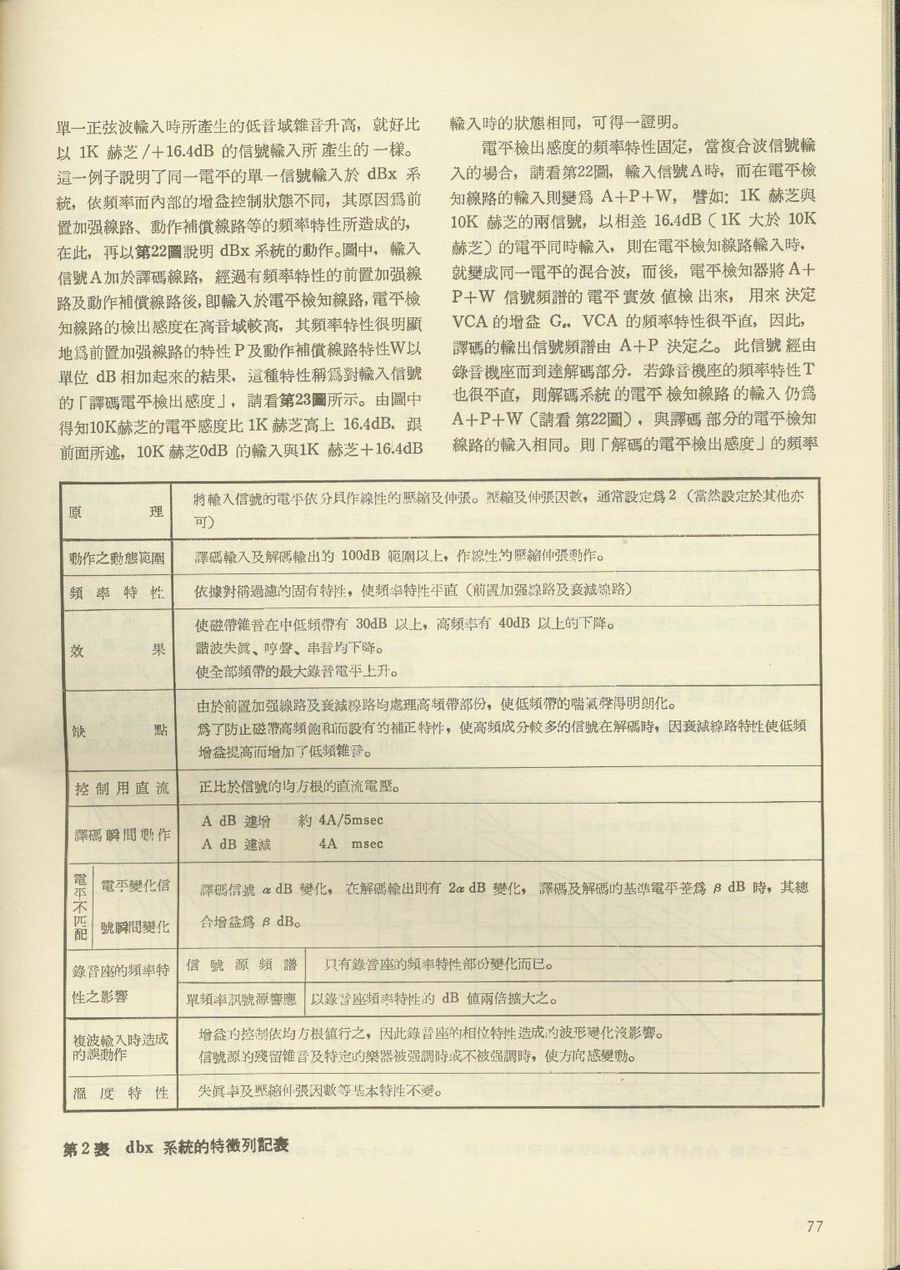 單一正弦波輸入時所產生的低音域雜音升高，就好比
以 1K 赫芝/＋16.4dB 的信號輸入所產生的一樣。
這一例子說明了同一電平的單一信號輸入於 dBx 系
統，依頻率而內部的增益控制狀態不同，其原因爲前
置加强線路、動作補償線路等的頻率特性所造成的，
在此，再以第22圖說明 dBx 系統的動作。圖中，輸入
信號A加於譯碼線路，經過有頻率特性的前置加强線
路及動作補償線路後，卽輸入於電平檢知線路，電平檢
知線路的檢出感度在高音域較高，其頻率特性很明顯
地爲前置加强線路的特性P及動作補償線路特性W以
單位 dB 相加起來的結果．這種特性稱爲對輸入信號
的「譯碼電平檢出感度」，請看第23圖所示。由圖中
得知10K赫芝的電平感度比 1K 赫芝高上 16.4dB．跟
前面所述，10K 赫芝0dB 的輸入與1K 赫芝＋16.4dB
輸入時的狀態相同，可得一證明。
電平檢出感度的頻率特性固定，當複合波信號輸
入的場合，請看第22圖，輸入信號A時，而在電平檢
知線路的輸入則變爲 A＋P＋W，譬如：1K 赫芝與
10K 赫芝的兩信號，以相差 16.4dB（1K 大於 10K
赫芝）的電平同時輸入，則在電平檢知線路輸入時．
就變成同一電平的混合波，而後，電平檢知器將 A＋
P＋W 信號頻譜的電平實效值檢出來，用來決定
VCA 的增益 G，VCA 的頻率特性很平直，因此，
譯碼的輸出信號頻譜由 A＋P 決定之。此信號經由
錄音機座而到達解碼部分．若錄音機座的頻率特性T
也很平直，則解碼系統的電平檢知線路的輸入仍爲
A＋P＋W（請看第22圖），與譯碼部分的電平檢知
線路的輸入相同。則「解碼的電平檢出感度」的頻率
原理
將輸入信號的電平依分貝作線性的壓縮及伸張。壓縮及伸張因數，通常設定爲2（當然設定於其他亦
可）
動作之動態範圍
譯碼輸入及解碼輸出的 100dB 範圍以上，作線性的壓縮伸張動作。
頻率特性
依據對稱過濾的固有特性，使頻率特性平直（前置加强線路及衰減線路）
效果
使磁帶雜音在中低頻帶有 30dB 以上，高頻率有 40dB 以上的下降。
諧波失眞、哼聲、串音均下降。
使全部頻帶的最大錄音電平上升。
缺點
由於前置加强線路及衰減線路均處理高頻帶部份，使低頻帶的喘氣聲得明朗化。
爲了防止磁帶高頻飽和而設有的補正特性，使高頻成分較多的信號在解碼時，因衰減線路特性使低頻
增益提高而增加了低頻雜音。
控制用直流
正比於信號的均方根的直流電壓。
譯碼瞬間動作
A dB 遽增 約 4A/5msec
A dB 遽減 4A msec
電平不匹配
電平變化信
號瞬間變化
譯碼信號 α dB 變化，在解碼輸出則有 2α dB 變化，譯碼及解碼的基準電平差爲 β dB 時，其總
合增益爲 β dB。
錄音座的頻率特
性之影響
信號源頻譜
只有錄音座的頻率特性部份變化而已。
單頻率訊號源響應
以錄音座頻率特性的 dB 值兩倍擴大之。
複波輸入時造成
的誤動作
增益的控制依均方根値行之，因此錄音座的相位特性造成的波形變化沒影響。
信號源的殘留雜音及特定的樂器被强調時或不被强調時，使方向感變動。
溫度特性
失眞率及壓縮伸張因數等基本特性不變。
第2表 dbx 系統的特徵列記表
77